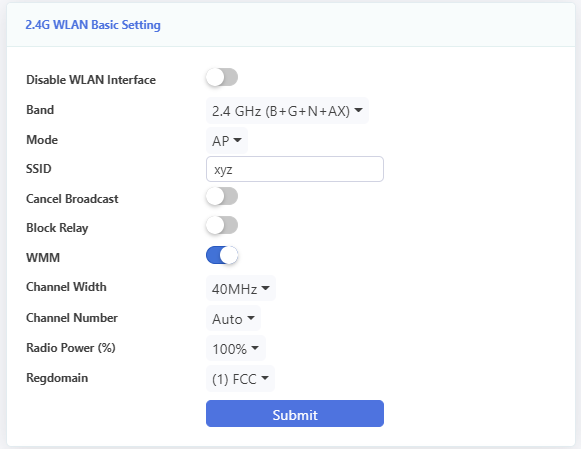 2.4G WLAN Basic Setting
Disable WLAN Interface
Band 2.4 GHz (B+G+N+AX)
Mode AP
SSID xyz
Cancel Broadcast
Block Relay
WMM
Channel Width 40MHz
Channel Number Auto
Radio Power (%) 100%
Regdomain (1) FCC
Submit